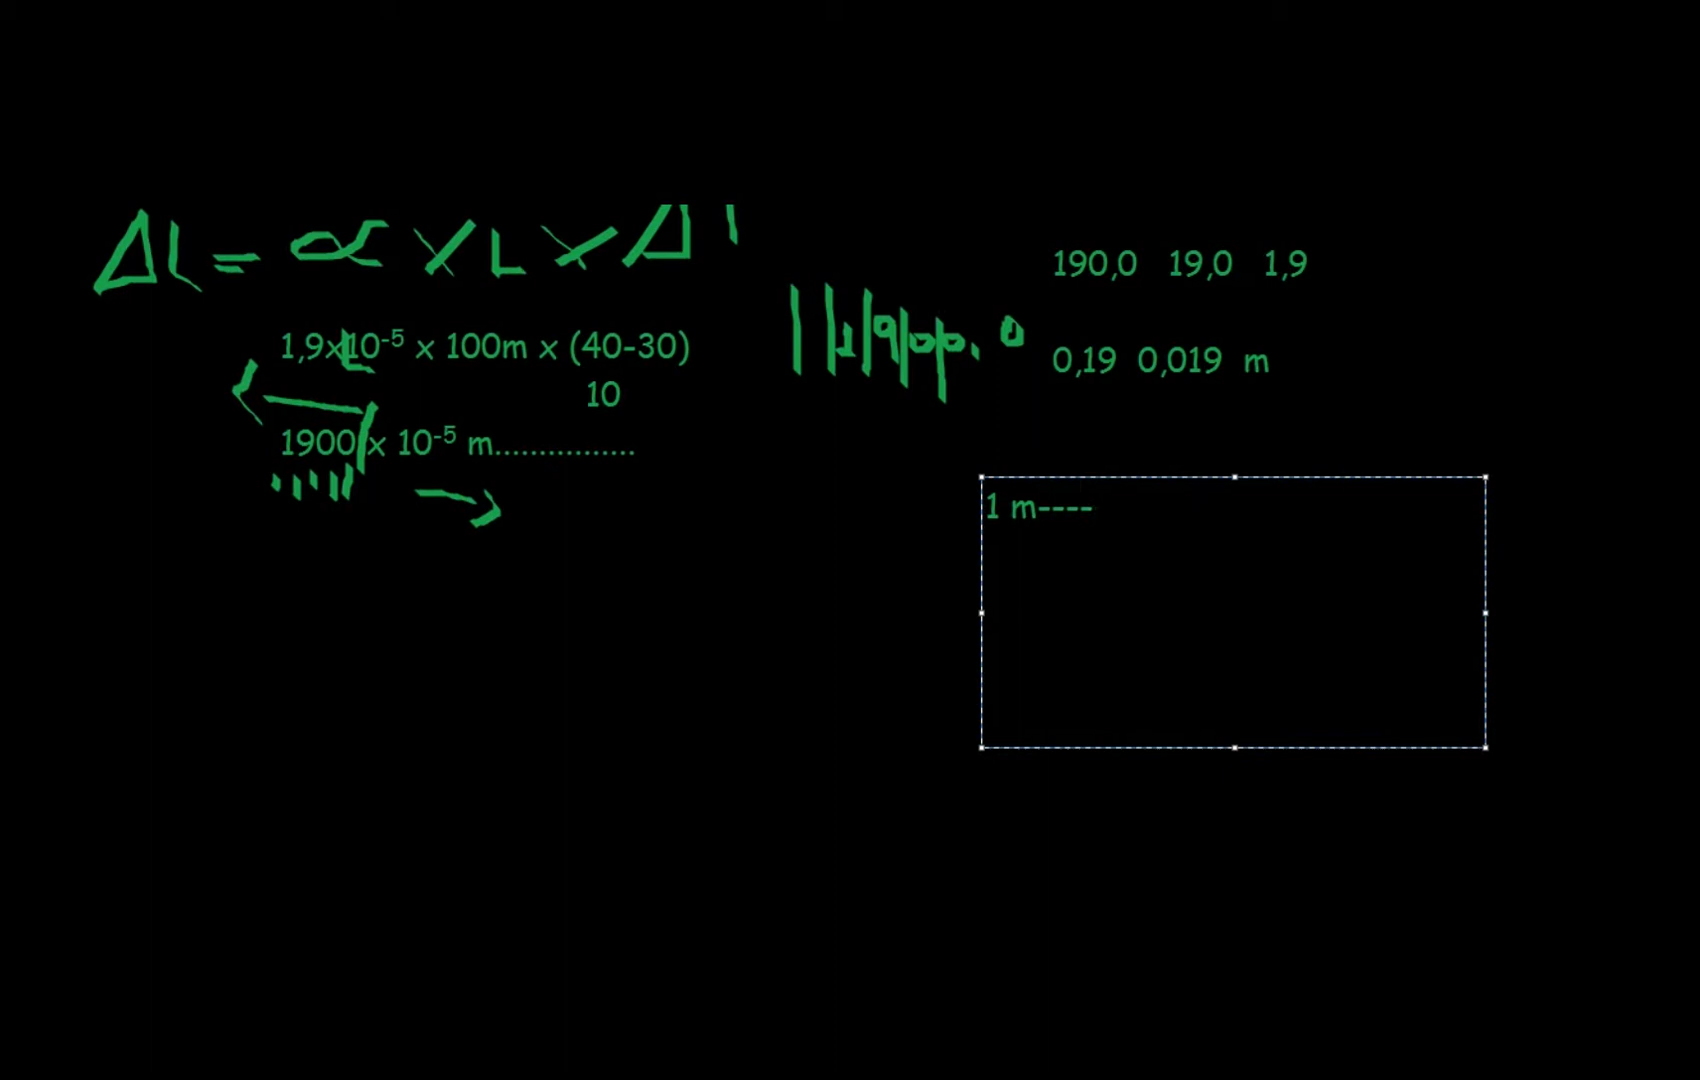 ΔL = α x L x Δ
1,9x10⁻⁵ x 100m x (40-30)
10
1900 x 10⁻⁵ m................
190,0 19,0 1,9
0,19 0,019 m
1 m----